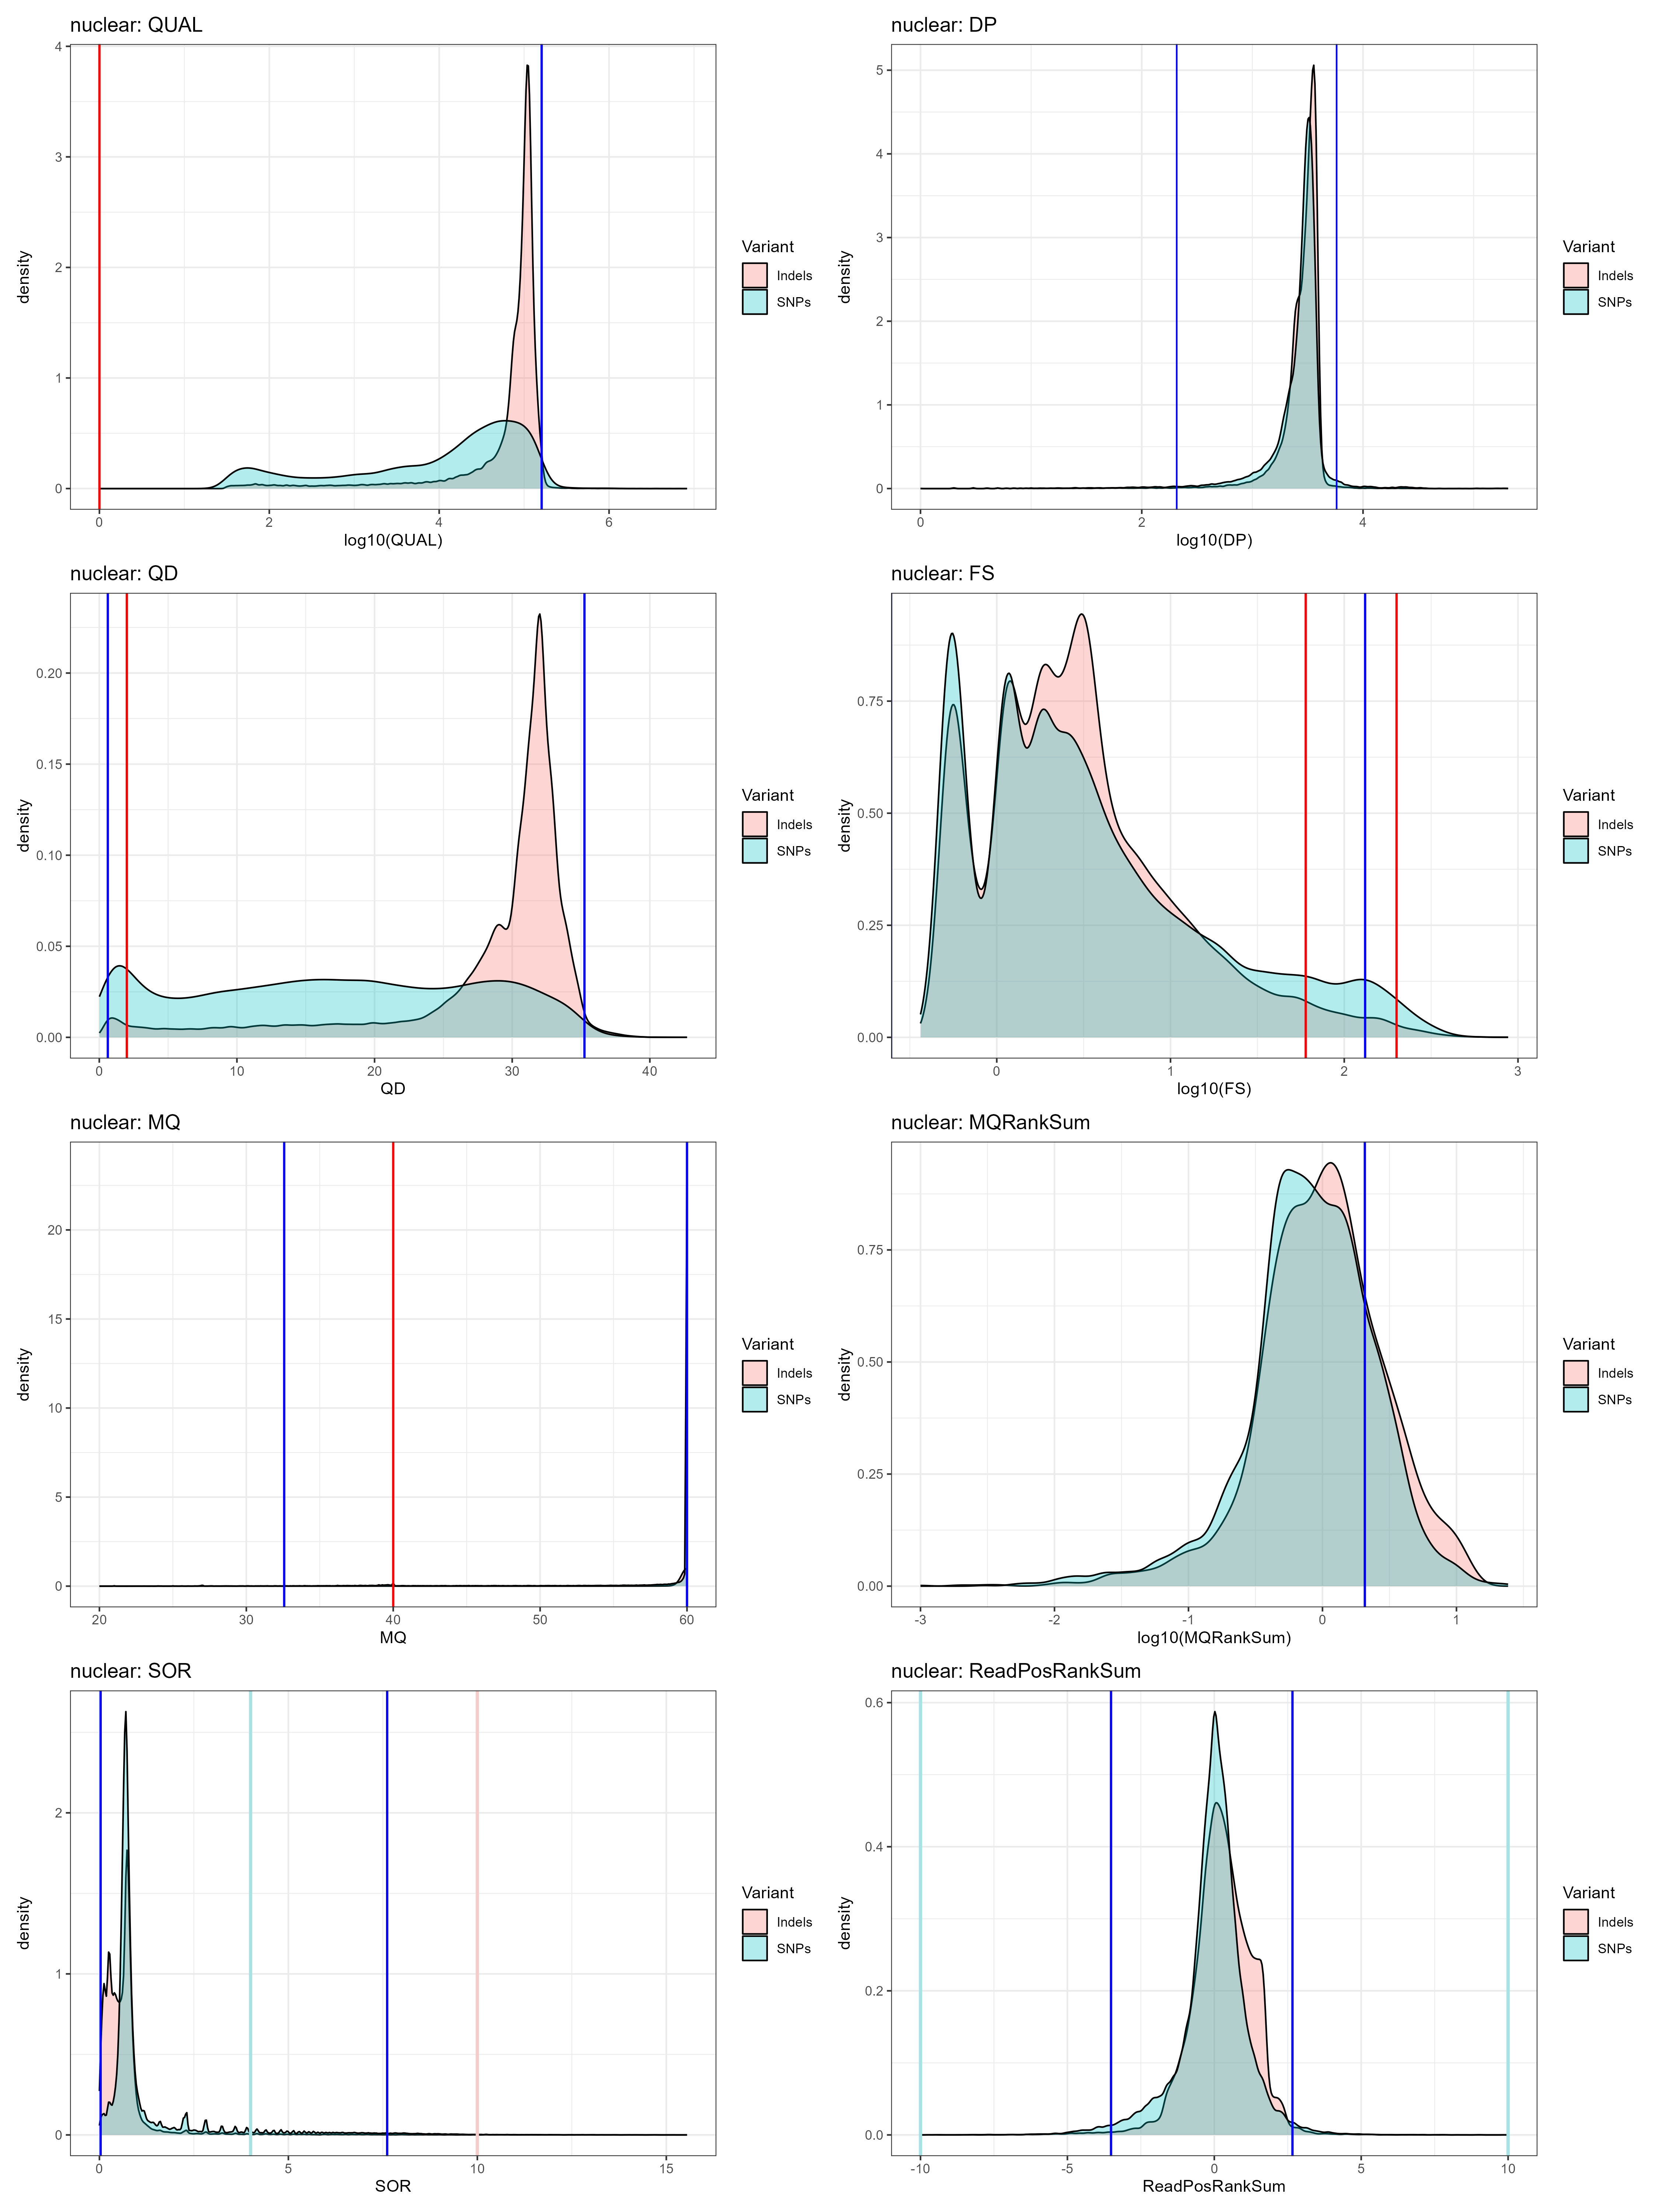 nuclear: QUAL
4
3
2
1
0
density
0 2 4 6
log10(QUAL)
Variant
Indels
SNPs
nuclear: DP
5
4
3
2
1
0
density
0 2 4
log10(DP)
Variant
Indels
SNPs
nuclear: QD
0.20
0.15
0.10
0.05
0.00
density
0 10 20 30 40
QD
Variant
Indels
SNPs
nuclear: FS
0.75
0.50
0.25
0.00
density
0 1 2 3
log10(FS)
Variant
Indels
SNPs
nuclear: MQ
20
15
10
5
0
density
20 30 40 50 60
MQ
Variant
Indels
SNPs
nuclear: MQRankSum
0.75
0.50
0.25
0.00
density
-3 -2 -1 0 1
log10(MQRankSum)
Variant
Indels
SNPs
nuclear: SOR
2
1
0
density
0 5 10 15
SOR
Variant
Indels
SNPs
nuclear: ReadPosRankSum
0.6
0.4
0.2
0.0
density
-10 -5 0 5 10
ReadPosRankSum
Variant
Indels
SNPs